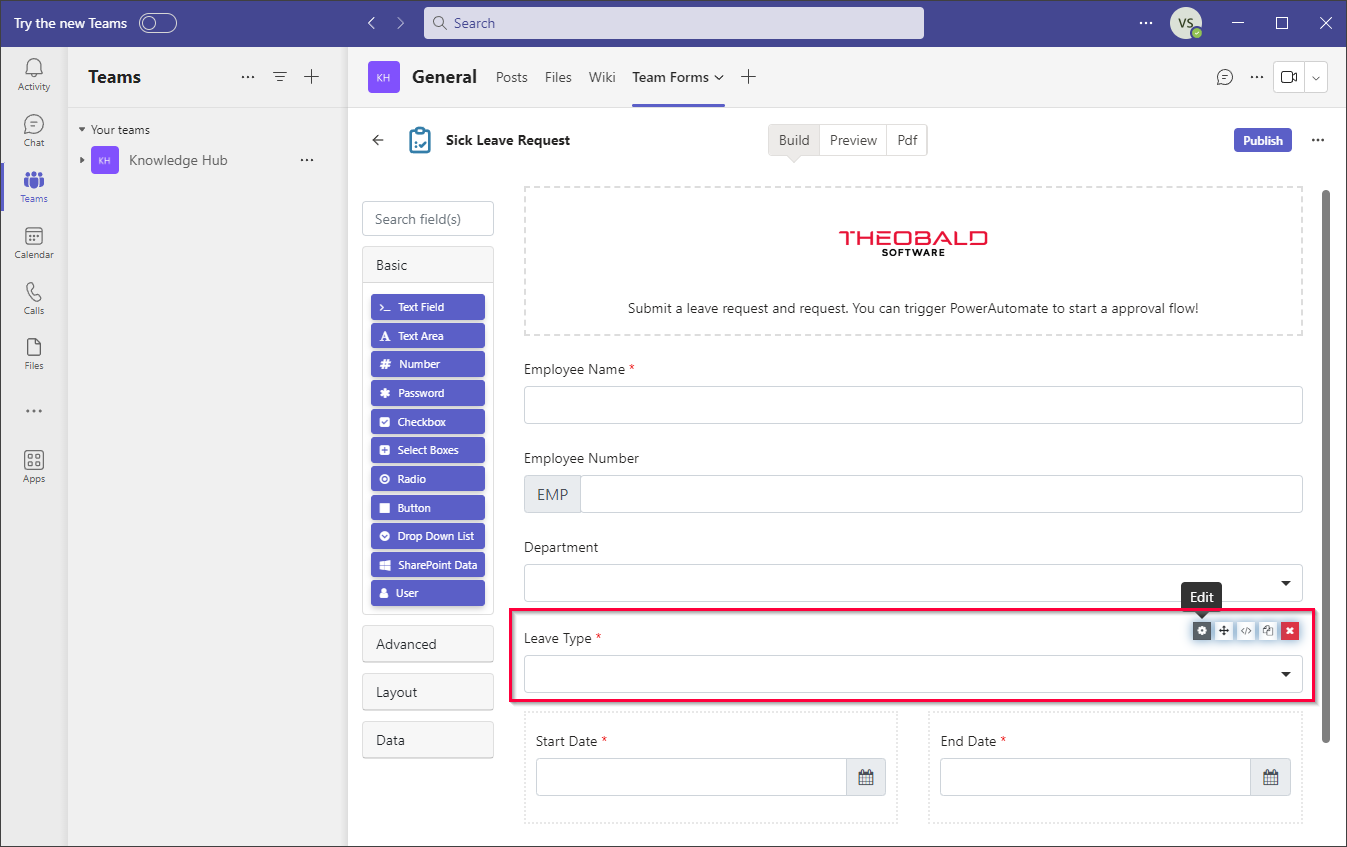 Try the new Teams
Search
VS
Activity
Chat
Teams
Calendar
Calls
Files
Apps
Teams
Your teams
KH Knowledge Hub
KH General Posts Files Wiki Team Forms
Sick Leave Request
Build Preview Pdf
Publish
Search field(s)
Basic
Text Field
Text Area
Number
Password
Checkbox
Select Boxes
Radio
Button
Drop Down List
SharePoint Data
User
Advanced
Layout
Data
THEOBALD
SOFTWARE
Submit a leave request and request. You can trigger PowerAutomate to start a approval flow!
Employee Name *
Employee Number
EMP
Department
Edit
Leave Type *
Start Date *
End Date *